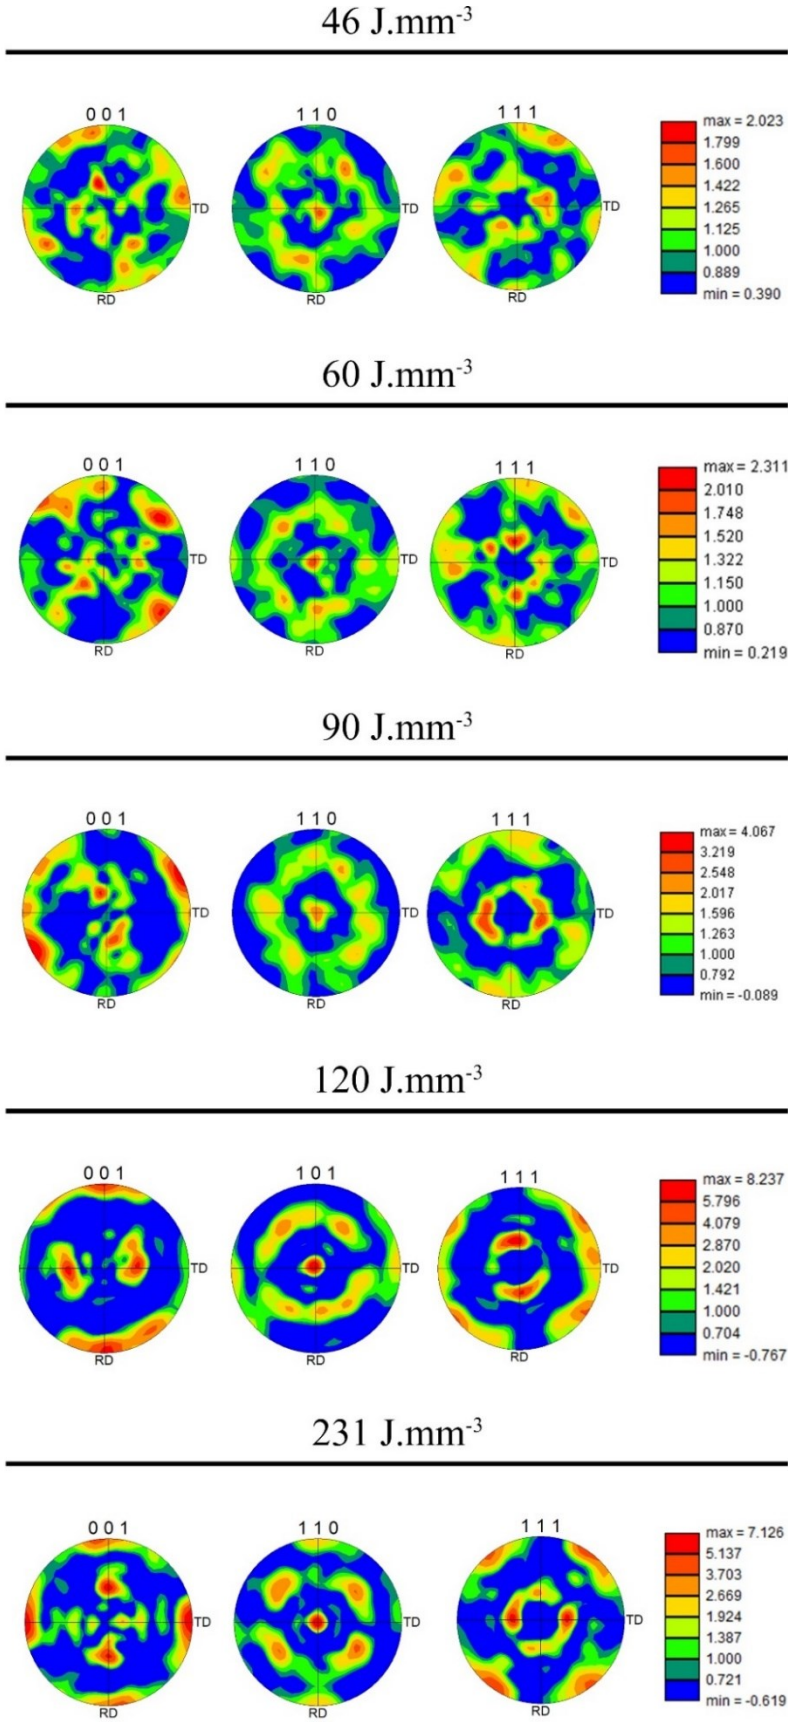 46 J.mm-3
0 0 1
1 1 0
1 1 1
TD
TD
TD
RD
RD
RD
max = 2.023
1.799
1.600
1.422
1.265
1.125
1.000
0.889
min = 0.390
60 J.mm-3
0 0 1
1 1 0
1 1 1
TD
TD
TD
RD
RD
RD
max = 2.311
2.010
1.748
1.520
1.322
1.150
1.000
0.870
min = 0.219
90 J.mm-3
0 0 1
1 1 0
1 1 1
TD
TD
TD
RD
RD
RD
max = 4.067
3.219
2.548
2.017
1.596
1.263
1.000
0.792
min = -0.089
120 J.mm-3
0 0 1
1 0 1
1 1 1
TD
TD
TD
RD
RD
RD
max = 8.237
5.796
4.079
2.870
2.020
1.421
1.000
0.704
min = -0.767
231 J.mm-3
0 0 1
1 1 0
1 1 1
TD
TD
TD
RD
RD
RD
max = 7.126
5.137
3.703
2.669
1.924
1.387
1.000
0.721
min = -0.619